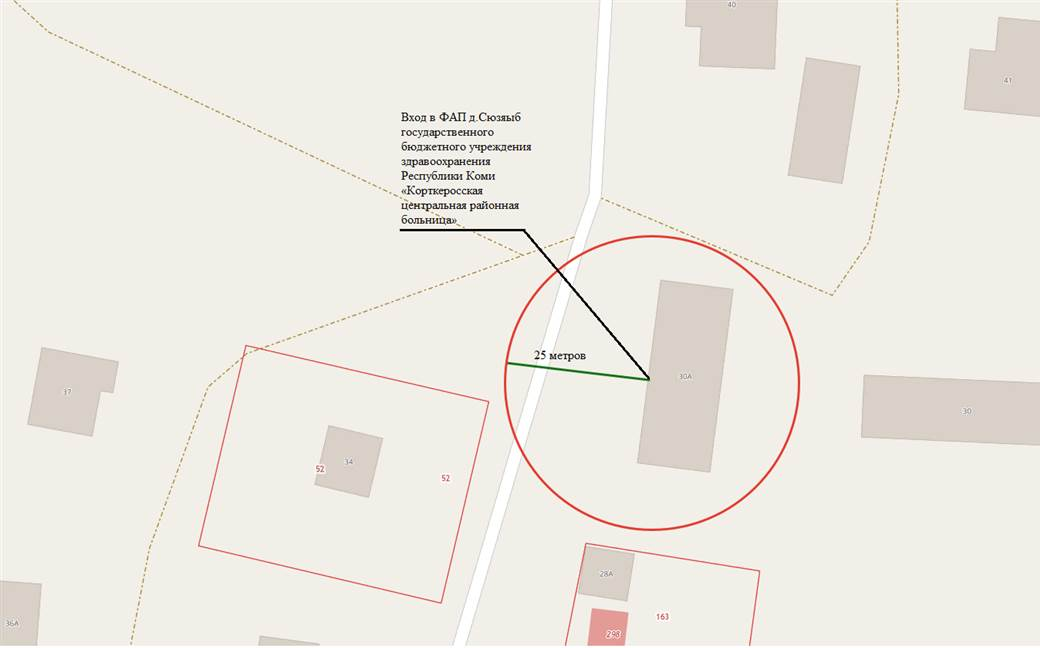 40
41
Вход в ФАП д.Сюзяыб
государственного
бюджетного учреждения
здравоохранения
Республики Коми
«Корткеросская
центральная районная
больница»
25 метров
30А
37
30
34
52
52
28А
163
298
36А